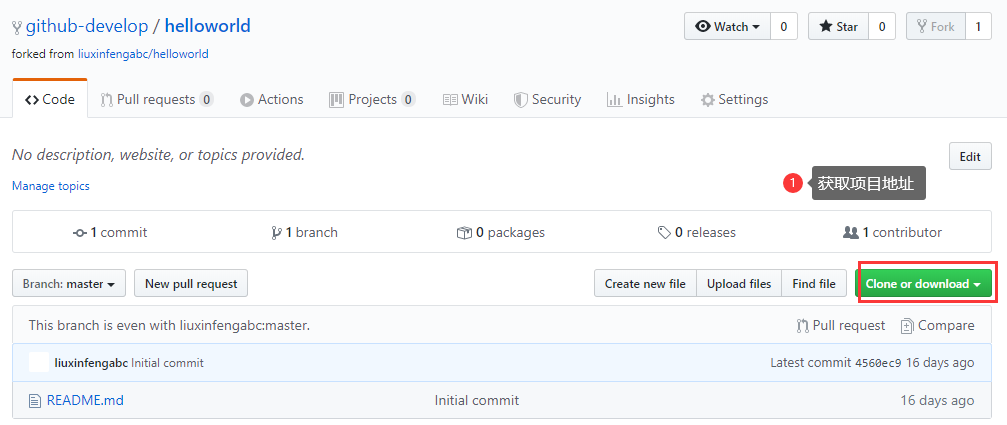 github-develop / helloworld
Watch 0 Star 0 Fork 1
forked from liuxinfengabc/helloworld
Code Pull requests 0 Actions Projects 0 Wiki Security Insights Settings
No description, website, or topics provided.
Edit
Manage topics
1 获取项目地址
1 commit 1 branch 0 packages 0 releases 1 contributor
Branch: master New pull request Create new file Upload files Find file Clone or download
This branch is even with liuxinfengabc:master. Pull request Compare
liuxinfengabc Initial commit Latest commit 4560ec9 16 days ago
README.md Initial commit 16 days ago